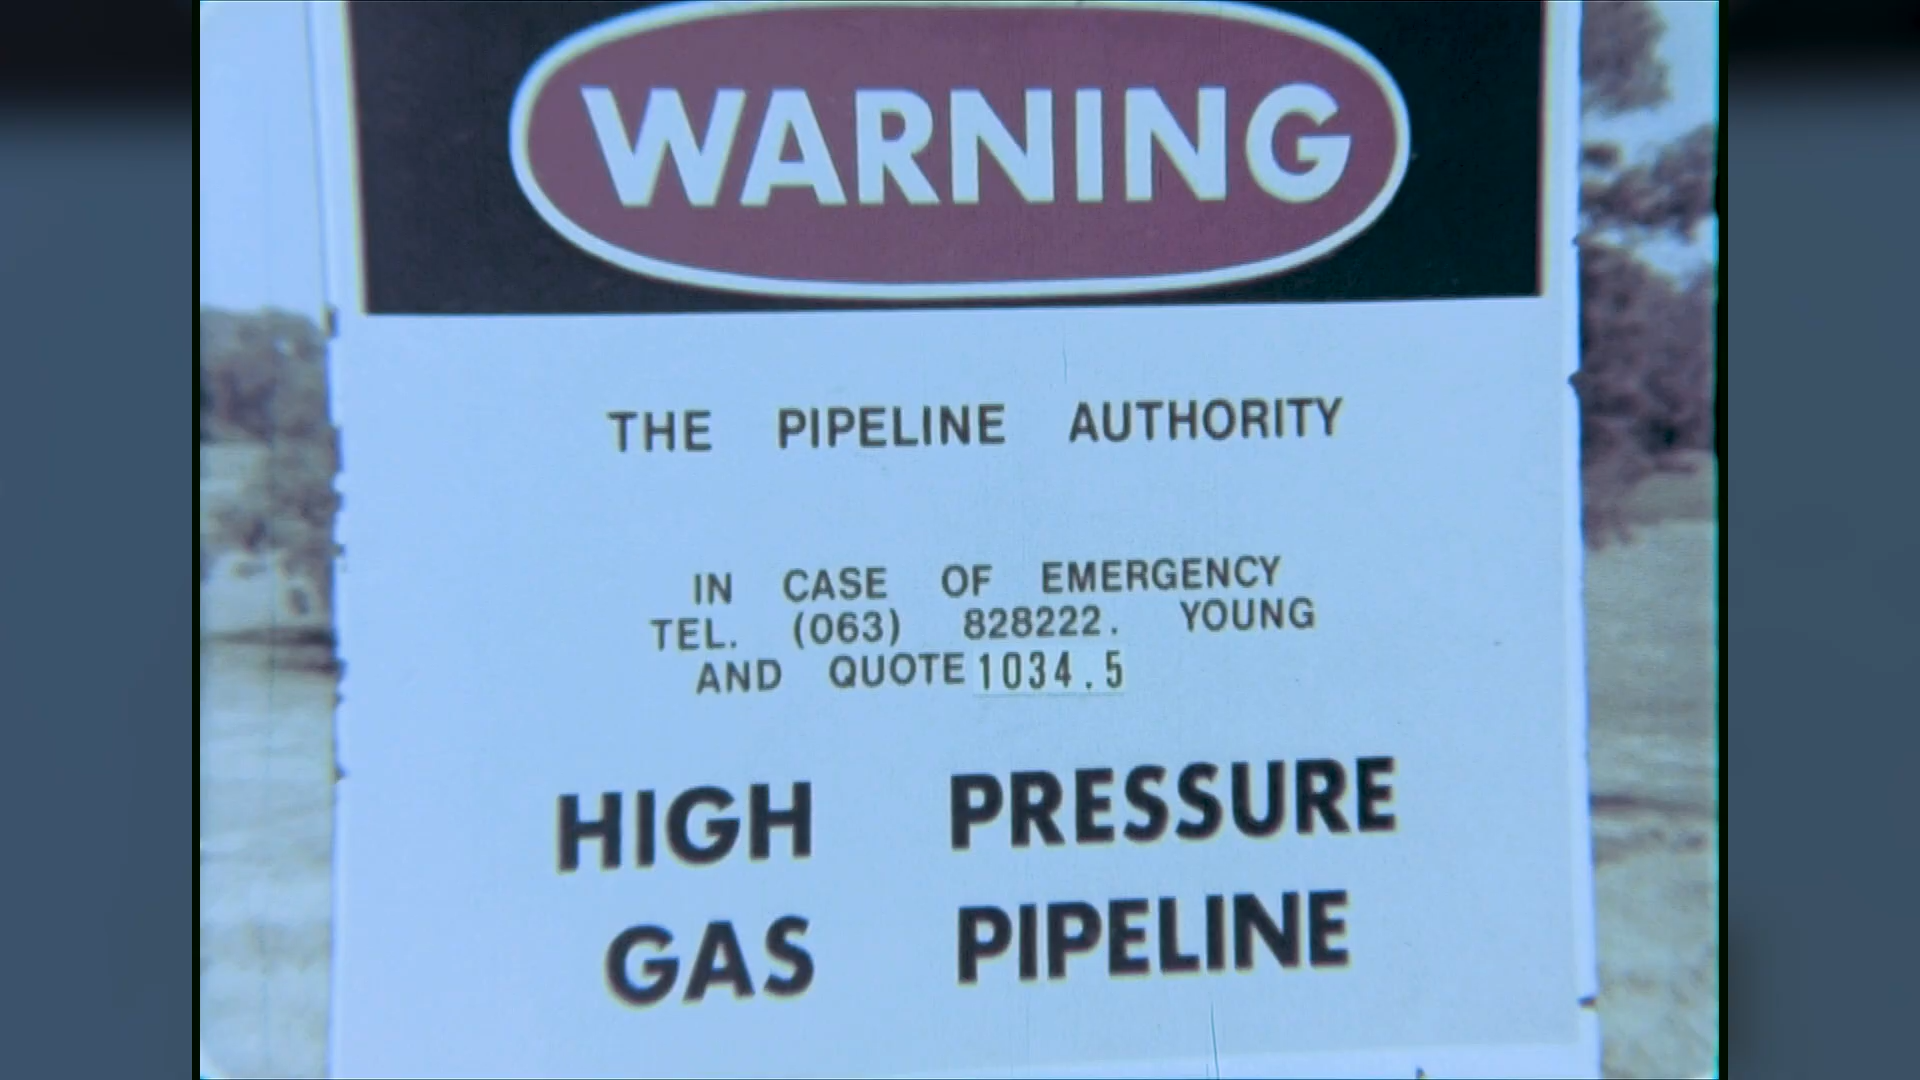 WARNING
THE PIPELINE AUTHORITY
IN CASE OF EMERGENCY
TEL. (063) 828222. YOUNG
AND QUOTE 1034.5
HIGH PRESSURE
GAS PIPELINE